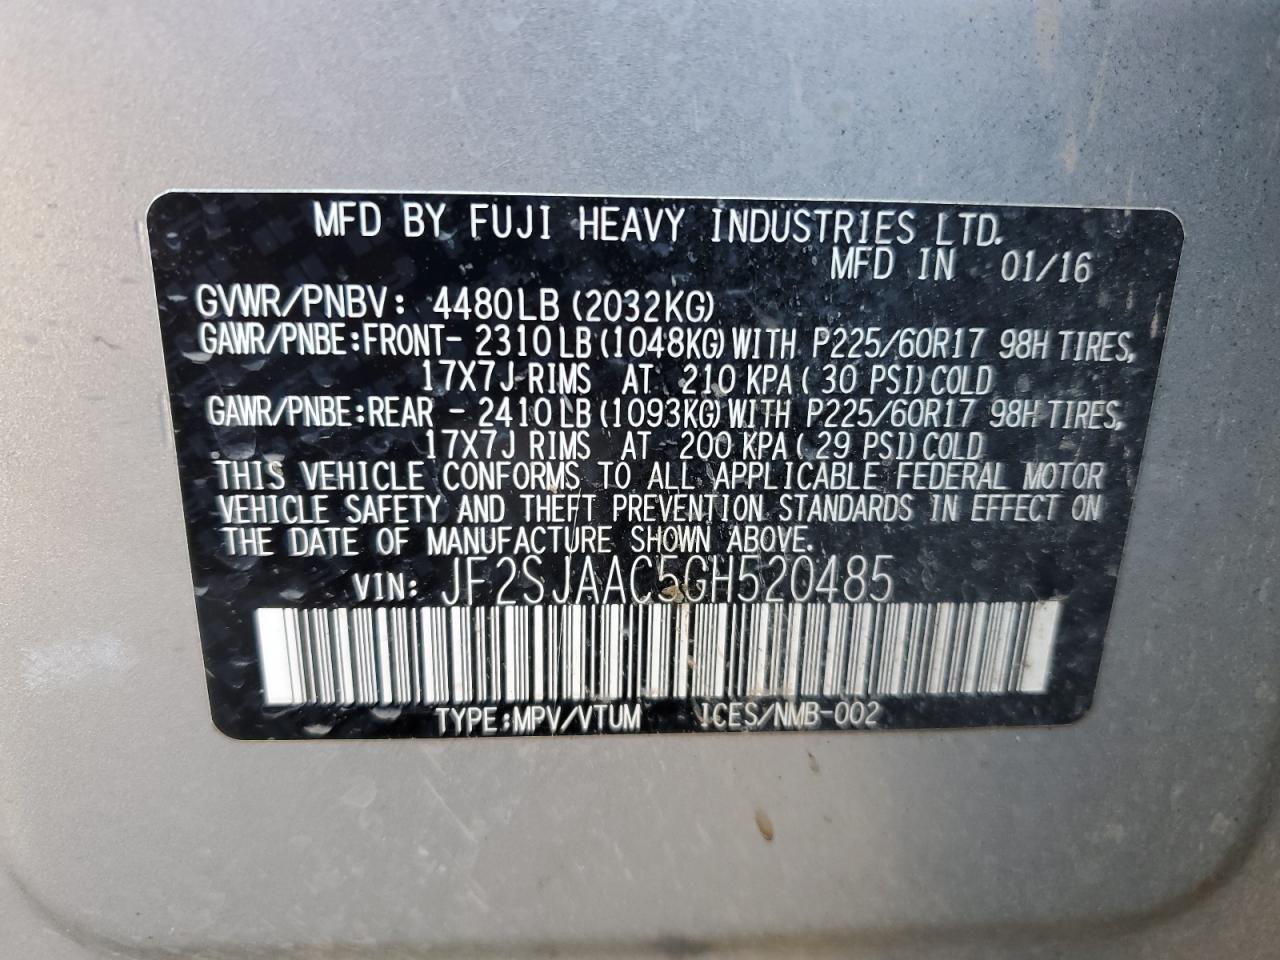 MFD BY FUJI HEAVY INDUSTRIES LTD.
MFD IN 01/16
GVWR/PNBV: 4480LB (2032KG)
GAWR/PNBE:FRONT- 2310LB (1048KG) WITH P225/60R17 98H TIRES,
17X7J RIMS AT 210 KPA ( 30 PSI) COLD
GAWR/PNBE:REAR - 2410LB (1093KG) WITH P225/60R17 98H TIRES,
17X7J RIMS AT 200 KPA ( 29 PSI) COLD
THIS VEHICLE CONFORMS TO ALL APPLICABLE FEDERAL MOTOR
VEHICLE SAFETY AND THEFT PREVENTION STANDARDS IN EFFECT ON
THE DATE OF MANUFACTURE SHOWN ABOVE.
VIN: JF2SJAAC5GH520485
TYPE:MPV/VTUM ICES/NMB-002